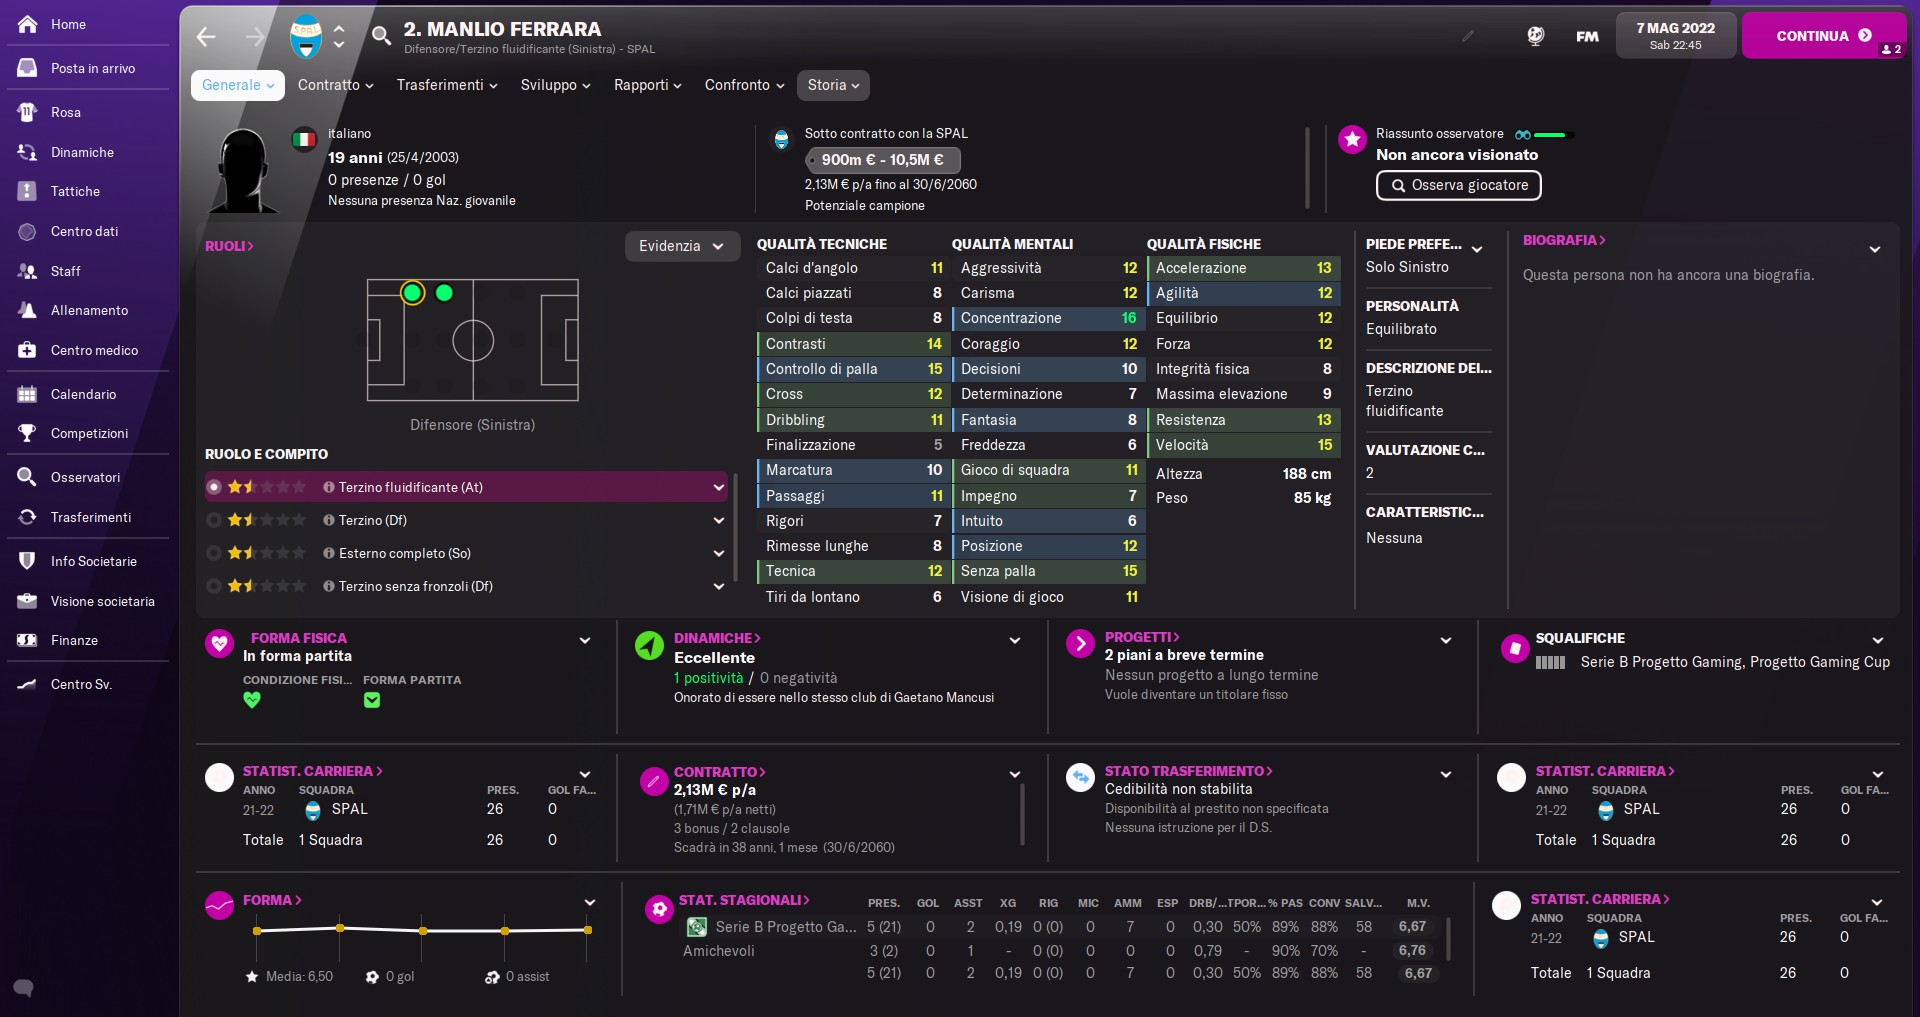 Home
Posta in arrivo
Rosa
Dinamiche
Tattiche
Centro dati
Staff
Allenamento
Centro medico
Calendario
Competizioni
Osservatori
Trasferimenti
Info Societarie
Visione societaria
Finanze
Centro Sv.
2. MANLIO FERRARA
Difensore/Terzino fluidificante (Sinistra) - SPAL
FM
7 MAG 2022
Sab 22:45
CONTINUA
2
Generale
Contratto
Trasferimenti
Sviluppo
Rapporti
Confronto
Storia
italiano
19 anni (25/4/2003)
0 presenze / 0 gol
Nessuna presenza Naz. giovanile
Sotto contratto con la SPAL
900m € - 10,5M €
2,13M € p/a fino al 30/6/2060
Potenziale campione
Riassunto osservatore
Non ancora visionato
Osserva giocatore
RUOLI
Evidenzia
Difensore (Sinistra)
RUOLO E COMPITO
Terzino fluidificante (At)
Terzino (Df)
Esterno completo (So)
Terzino senza fronzoli (Df)
QUALITÀ TECNICHE
Calci d'angolo 11
Calci piazzati 8
Colpi di testa 8
Contrasti 14
Controllo di palla 15
Cross 12
Dribbling 11
Finalizzazione 5
Marcatura 10
Passaggi 11
Rigori 7
Rimesse lunghe 8
Tecnica 12
Tiri da lontano 6
QUALITÀ MENTALI
Aggressività 12
Carisma 12
Concentrazione 16
Coraggio 12
Decisioni 10
Determinazione 7
Fantasia 8
Freddezza 6
Gioco di squadra 11
Impegno 7
Intuito 6
Posizione 12
Senza palla 15
Visione di gioco 11
QUALITÀ FISICHE
Accelerazione 13
Agilità 12
Equilibrio 12
Forza 12
Integrità fisica 8
Massima elevazione 9
Resistenza 13
Velocità 15
Altezza 188 cm
Peso 85 kg
PIEDE PREFE...
Solo Sinistro
PERSONALITÀ
Equilibrato
DESCRIZIONE DEI...
Terzino
fluidificante
VALUTAZIONE C...
2
CARATTERISTIC...
Nessuna
BIOGRAFIA
Questa persona non ha ancora una biografia.
FORMA FISICA
In forma partita
CONDIZIONE FISI... FORMA PARTITA
DINAMICHE
Eccellente
1 positività / 0 negatività
Onorato di essere nello stesso club di Gaetano Mancusi
PROGETTI
2 piani a breve termine
Nessun progetto a lungo termine
Vuole diventare un titolare fisso
SQUALIFICHE
Serie B Progetto Gaming, Progetto Gaming Cup
STATIST. CARRIERA
ANNO SQUADRA PRES. GOL FA...
21-22 SPAL 26 0
Totale 1 Squadra 26 0
CONTRATTO
2,13M € p/a
(1,71M € p/a netti)
3 bonus / 2 clausole
Scadrà in 38 anni, 1 mese (30/6/2060)
STATO TRASFERIMENTO
Cedibilità non stabilita
Disponibilità al prestito non specificata
Nessuna istruzione per il D.S.
STATIST. CARRIERA
ANNO SQUADRA PRES. GOL FA...
21-22 SPAL 26 0
Totale 1 Squadra 26 0
FORMA
Media: 6,50 0 gol 0 assist
STAT. STAGIONALI PRES. GOL ASST XG RIG MIC AMM ESP DRB/... TPOR... % PAS CONV SALV... M.V.
Serie B Progetto Ga... 5 (21) 0 2 0,19 0 (0) 0 7 0 0,30 50% 89% 88% 58 6,67
Amichevoli 3 (2) 0 1 - 0 (0) 0 0 0 0,79 - 90% 70% - 6,76
5 (21) 0 2 0,19 0 (0) 0 7 0 0,30 50% 89% 88% 58 6,67
STATIST. CARRIERA
ANNO SQUADRA PRES. GOL FA...
21-22 SPAL 26 0
Totale 1 Squadra 26 0